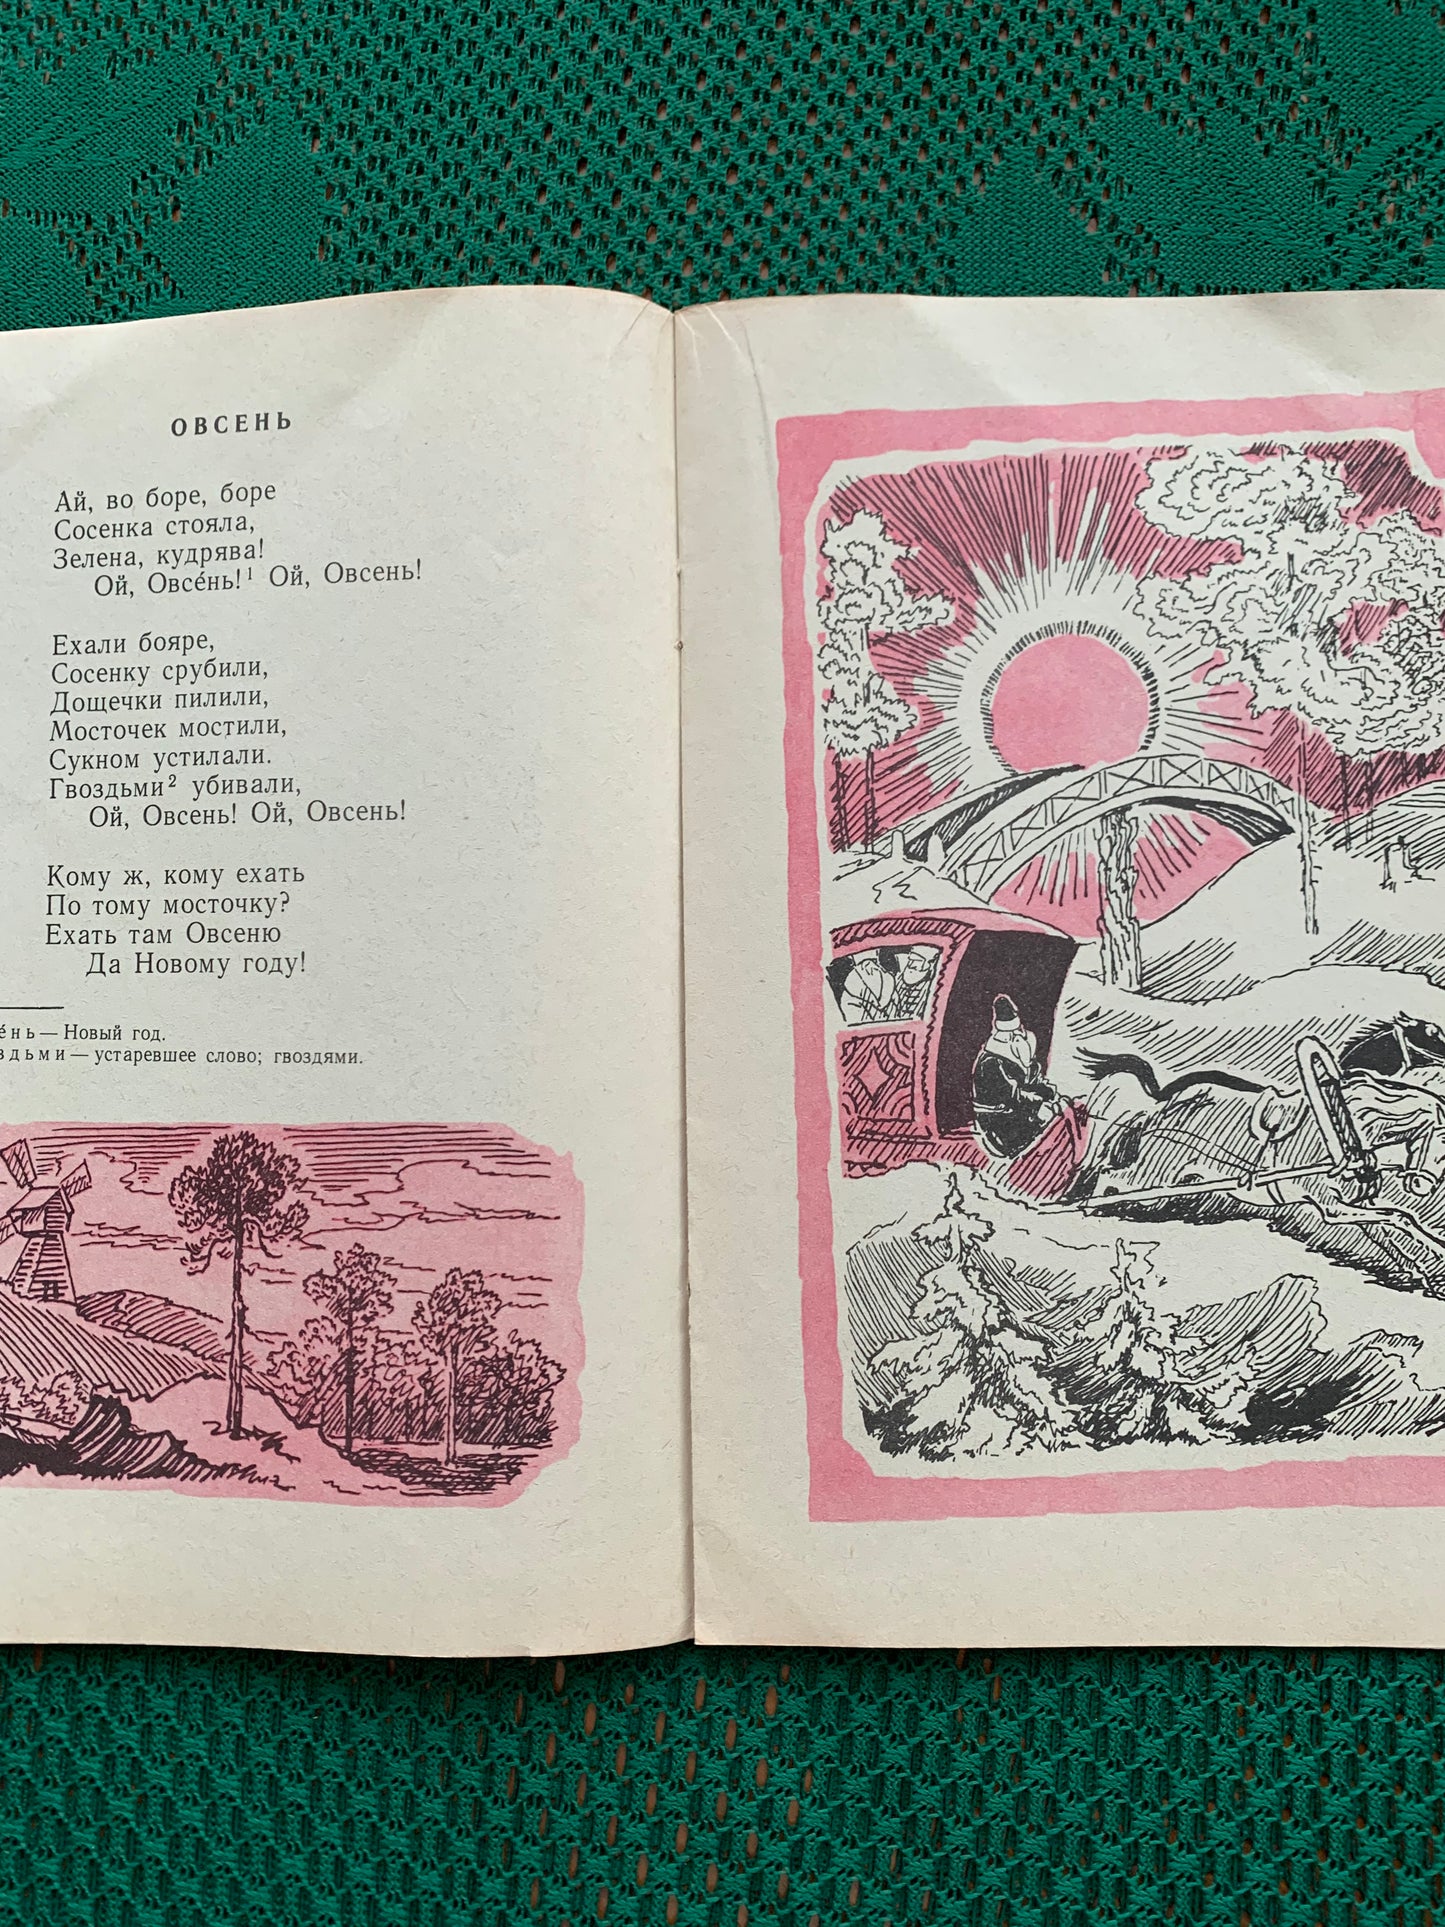 ОВСЕНЬ
Ай, во боре, боре
Сосенка стояла,
Зелена, кудрява!
Ой, Овсе́нь!¹ Ой, Овсень!
Ехали бояре,
Сосенку срубили,
Дощечки пилили,
Мосточек мостили,
Сукном устилали.
Гвоздьми² убивали,
Ой, Овсень! Ой, Овсень!
Кому ж, кому ехать
По тому мосточку?
Ехать там Овсеню
Да Новому году!
е́нь — Новый год.
здьми — устаревшее слово; гвоздями.